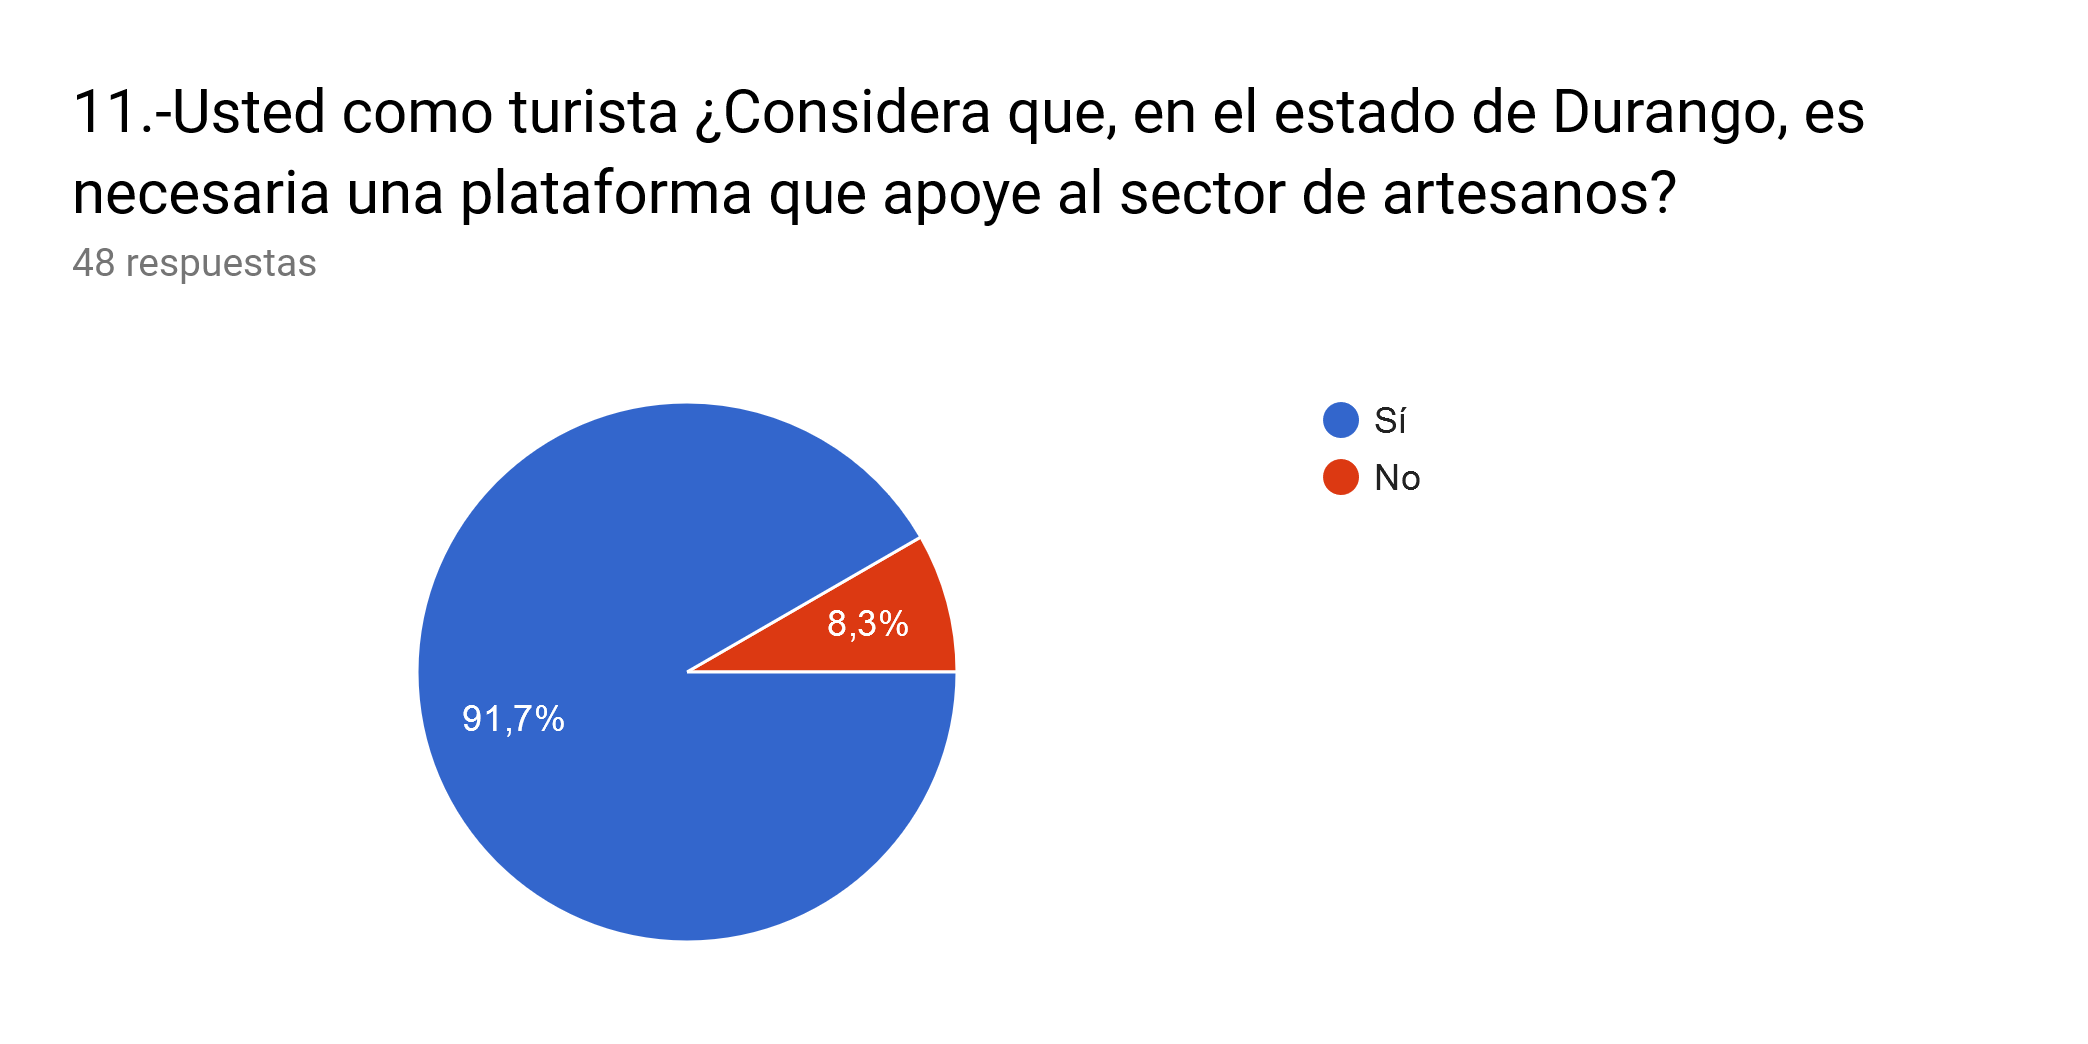 11.-Usted como turista ¿Considera que, en el estado de Durango, es
necesaria una plataforma que apoye al sector de artesanos?
48 respuestas
Sí
No
8,3%
91,7%